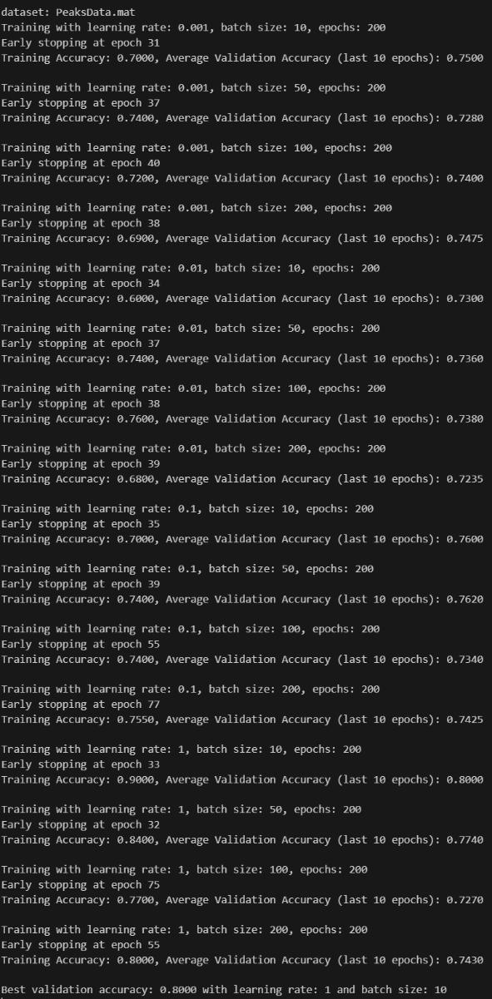 dataset: PeaksData.mat
Training with learning rate: 0.001, batch size: 10, epochs: 200
Early stopping at epoch 31
Training Accuracy: 0.7000, Average Validation Accuracy (last 10 epochs): 0.7500
Training with learning rate: 0.001, batch size: 50, epochs: 200
Early stopping at epoch 37
Training Accuracy: 0.7400, Average Validation Accuracy (last 10 epochs): 0.7280
Training with learning rate: 0.001, batch size: 100, epochs: 200
Early stopping at epoch 40
Training Accuracy: 0.7200, Average Validation Accuracy (last 10 epochs): 0.7400
Training with learning rate: 0.001, batch size: 200, epochs: 200
Early stopping at epoch 38
Training Accuracy: 0.6900, Average Validation Accuracy (last 10 epochs): 0.7475
Training with learning rate: 0.01, batch size: 10, epochs: 200
Early stopping at epoch 34
Training Accuracy: 0.6000, Average Validation Accuracy (last 10 epochs): 0.7300
Training with learning rate: 0.01, batch size: 50, epochs: 200
Early stopping at epoch 37
Training Accuracy: 0.7400, Average Validation Accuracy (last 10 epochs): 0.7360
Training with learning rate: 0.01, batch size: 100, epochs: 200
Early stopping at epoch 38
Training Accuracy: 0.7600, Average Validation Accuracy (last 10 epochs): 0.7380
Training with learning rate: 0.01, batch size: 200, epochs: 200
Early stopping at epoch 39
Training Accuracy: 0.6800, Average Validation Accuracy (last 10 epochs): 0.7235
Training with learning rate: 0.1, batch size: 10, epochs: 200
Early stopping at epoch 35
Training Accuracy: 0.7000, Average Validation Accuracy (last 10 epochs): 0.7600
Training with learning rate: 0.1, batch size: 50, epochs: 200
Early stopping at epoch 39
Training Accuracy: 0.7400, Average Validation Accuracy (last 10 epochs): 0.7620
Training with learning rate: 0.1, batch size: 100, epochs: 200
Early stopping at epoch 55
Training Accuracy: 0.7400, Average Validation Accuracy (last 10 epochs): 0.7340
Training with learning rate: 0.1, batch size: 200, epochs: 200
Early stopping at epoch 77
Training Accuracy: 0.7550, Average Validation Accuracy (last 10 epochs): 0.7425
Training with learning rate: 1, batch size: 10, epochs: 200
Early stopping at epoch 33
Training Accuracy: 0.9000, Average Validation Accuracy (last 10 epochs): 0.8000
Training with learning rate: 1, batch size: 50, epochs: 200
Early stopping at epoch 32
Training Accuracy: 0.8400, Average Validation Accuracy (last 10 epochs): 0.7740
Training with learning rate: 1, batch size: 100, epochs: 200
Early stopping at epoch 75
Training Accuracy: 0.7700, Average Validation Accuracy (last 10 epochs): 0.7270
Training with learning rate: 1, batch size: 200, epochs: 200
Early stopping at epoch 55
Training Accuracy: 0.8000, Average Validation Accuracy (last 10 epochs): 0.7430
Best validation accuracy: 0.8000 with learning rate: 1 and batch size: 10